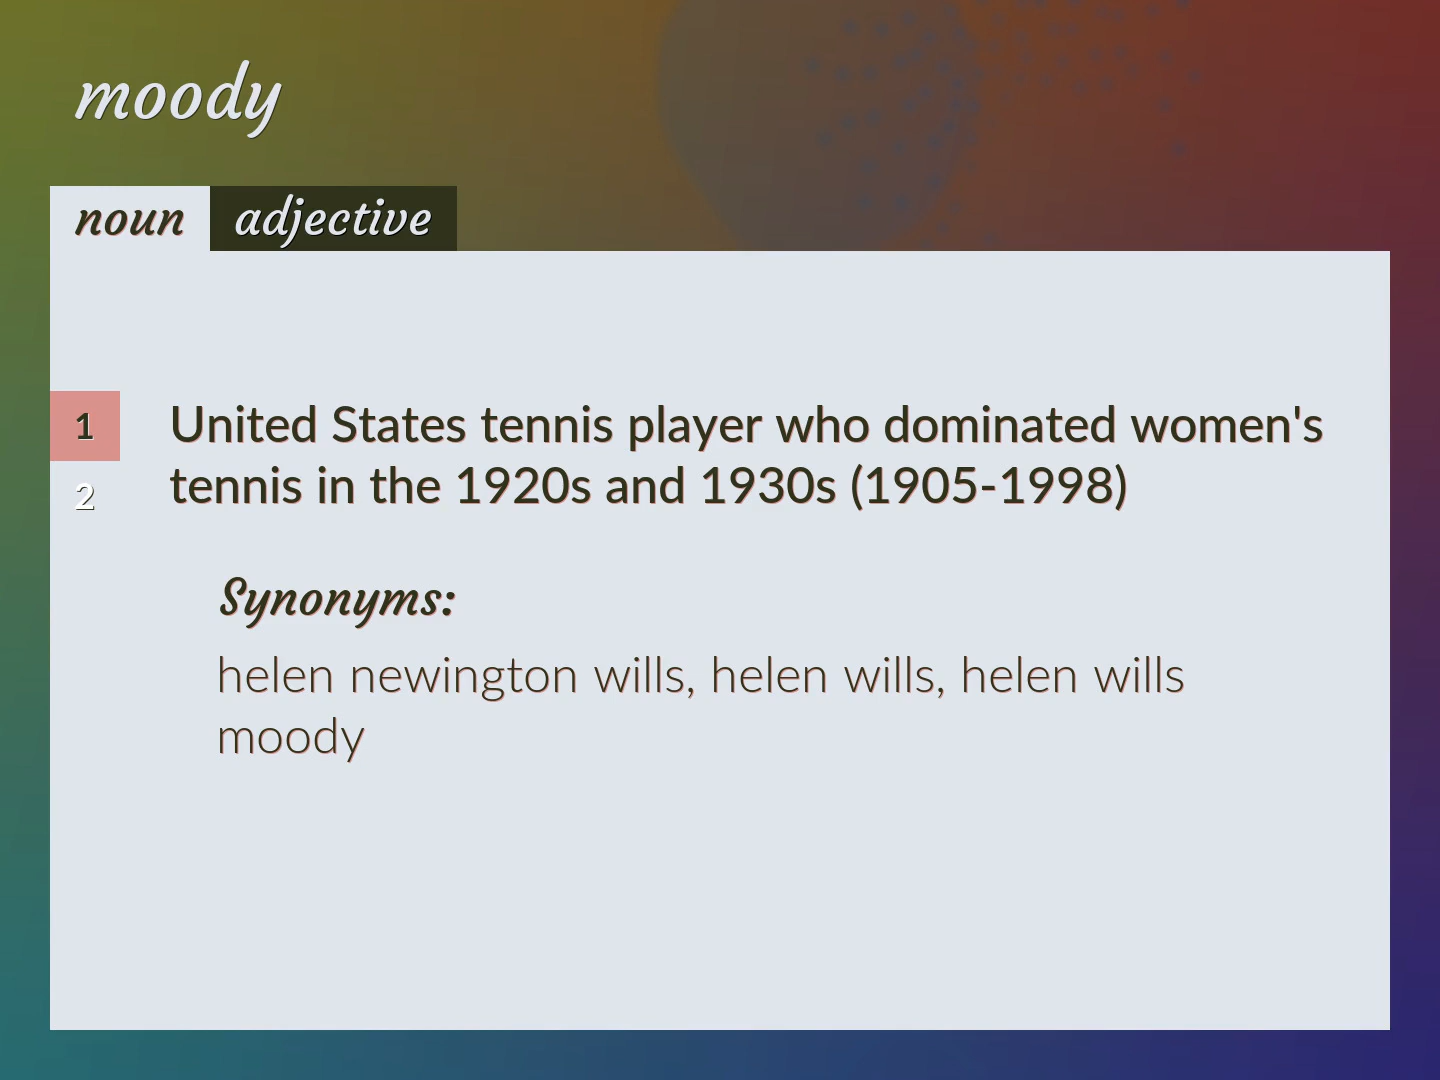 moody
noun adjective
1 United States tennis player who dominated women's
2 tennis in the 1920s and 1930s (1905-1998)
Synonyms:
helen newington wills, helen wills, helen wills
moody